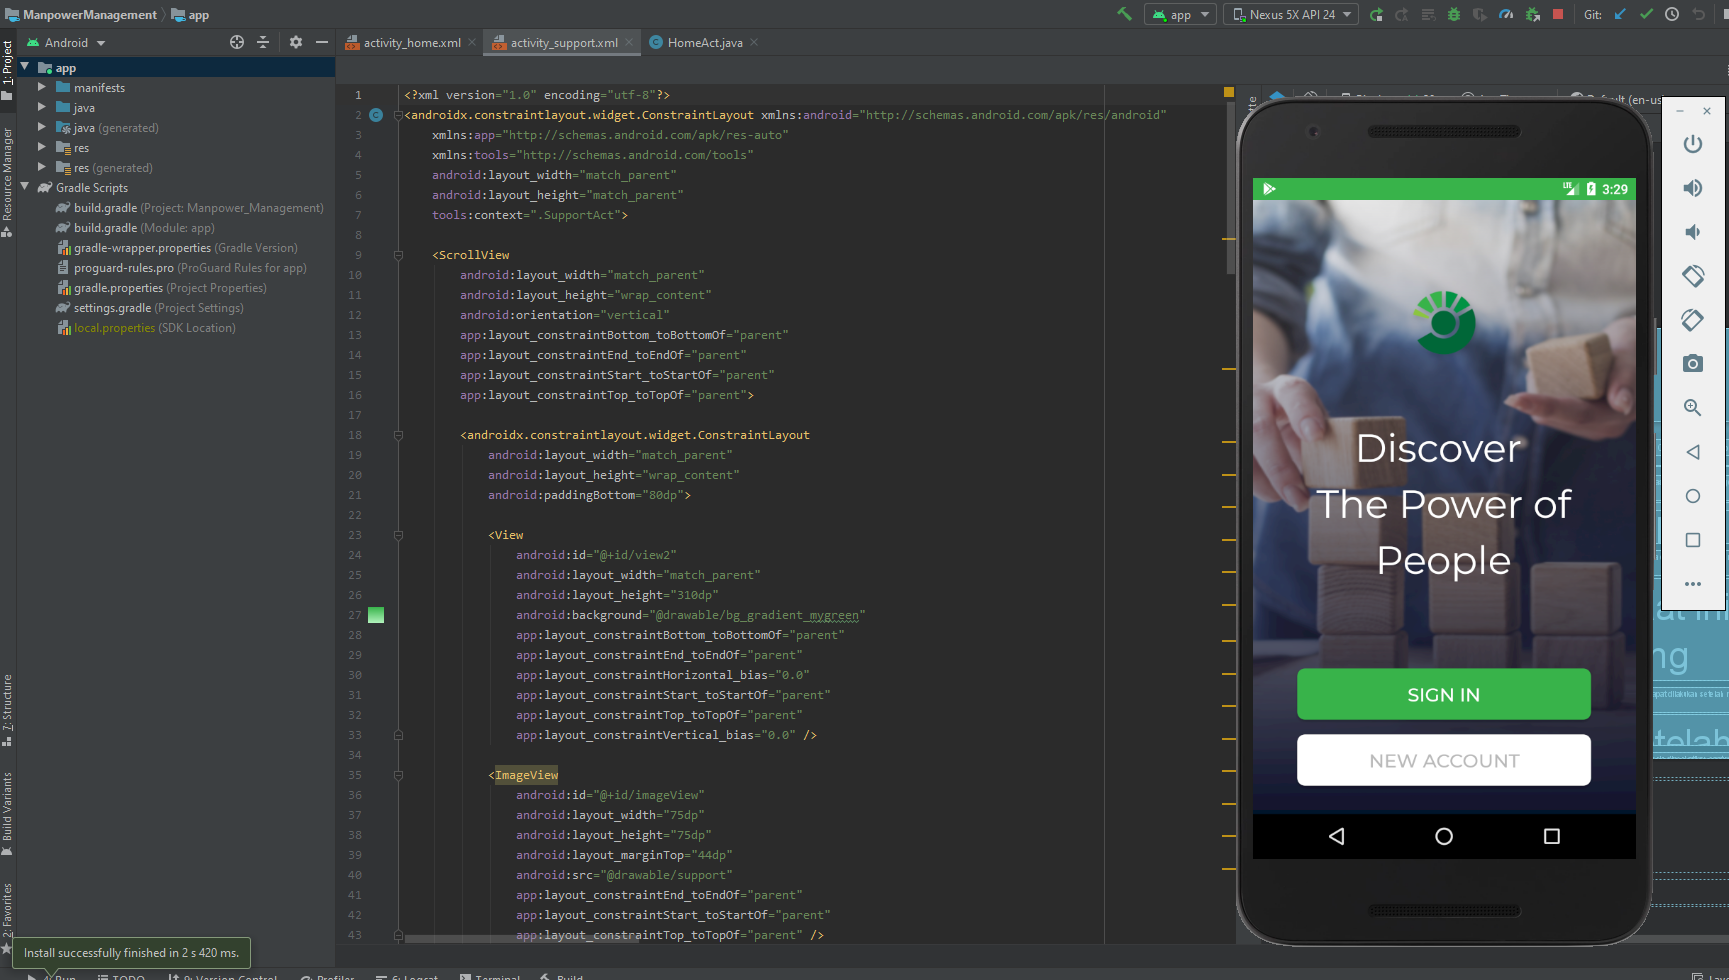 ManpowerManagement
app
app
Nexus 5X API 24
Git:
Android
activity_home.xml
activity_support.xml
HomeAct.java
1: Project
Resource Manager
7: Structure
Build Variants
2: Favorites
app
manifests
java
java (generated)
res
res (generated)
Gradle Scripts
build.gradle (Project: Manpower_Management)
build.gradle (Module: app)
gradle-wrapper.properties (Gradle Version)
proguard-rules.pro (ProGuard Rules for app)
gradle.properties (Project Properties)
settings.gradle (Project Settings)
local.properties (SDK Location)
1 <?xml version="1.0" encoding="utf-8"?>
2 <androidx.constraintlayout.widget.ConstraintLayout xmlns:android="http://schemas.android.com/apk/res/android"
3 xmlns:app="http://schemas.android.com/apk/res-auto"
4 xmlns:tools="http://schemas.android.com/tools"
5 android:layout_width="match_parent"
6 android:layout_height="match_parent"
7 tools:context=".SupportAct">
8
9 <ScrollView
10 android:layout_width="match_parent"
11 android:layout_height="wrap_content"
12 android:orientation="vertical"
13 app:layout_constraintBottom_toBottomOf="parent"
14 app:layout_constraintEnd_toEndOf="parent"
15 app:layout_constraintStart_toStartOf="parent"
16 app:layout_constraintTop_toTopOf="parent">
17
18 <androidx.constraintlayout.widget.ConstraintLayout
19 android:layout_width="match_parent"
20 android:layout_height="wrap_content"
21 android:paddingBottom="80dp">
22
23 <View
24 android:id="@+id/view2"
25 android:layout_width="match_parent"
26 android:layout_height="310dp"
27 android:background="@drawable/bg_gradient_mygreen"
28 app:layout_constraintBottom_toBottomOf="parent"
29 app:layout_constraintEnd_toEndOf="parent"
30 app:layout_constraintHorizontal_bias="0.0"
31 app:layout_constraintStart_toStartOf="parent"
32 app:layout_constraintTop_toTopOf="parent"
33 app:layout_constraintVertical_bias="0.0" />
34
35 <ImageView
36 android:id="@+id/imageView"
37 android:layout_width="75dp"
38 android:layout_height="75dp"
39 android:layout_marginTop="44dp"
40 android:src="@drawable/support"
41 app:layout_constraintEnd_toEndOf="parent"
42 app:layout_constraintStart_toStartOf="parent"
43 app:layout_constraintTop_toTopOf="parent" />
(en-us
LTE
3:29
Discover
The Power of
People
SIGN IN
NEW ACCOUNT
ng
Install successfully finished in 2 s 420 ms.
4: Run
TODO
9: Version Control
Profiler
6: Logcat
Terminal
Build